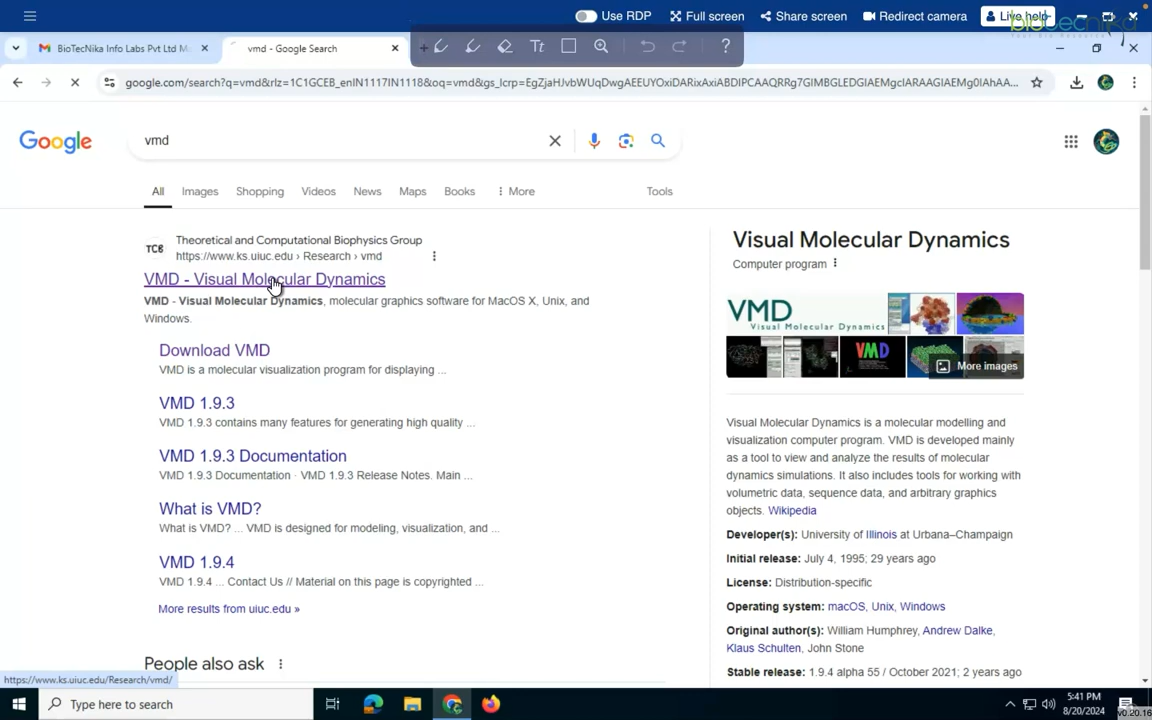 Use RDP
Full screen
Share screen
Redirect camera
Live help
BioTecNika Info Labs Pvt Ltd M
vmd - Google Search
Tt
?
google.com/search?q=vmd&rlz=1C1GCEB_enIN1117IN1118&oq=vmd&gs_lcrp=EgZjaHJvbWUqDwgAEEUYOxiDARixAxiABDIPCAAQRRg7GIMBGLEDGIAEMgcIARAAGIAEMg0IAhAA...
Google
vmd
All
Images
Shopping
Videos
News
Maps
Books
More
Tools
TCB
Theoretical and Computational Biophysics Group
https://www.ks.uiuc.edu › Research › vmd
VMD - Visual Molecular Dynamics
VMD - Visual Molecular Dynamics, molecular graphics software for MacOS X, Unix, and
Windows.
Download VMD
VMD is a molecular visualization program for displaying ...
VMD 1.9.3
VMD 1.9.3 contains many features for generating high quality ...
VMD 1.9.3 Documentation
VMD 1.9.3 Documentation · VMD 1.9.3 Release Notes. Main ...
What is VMD?
What is VMD? ... VMD is designed for modeling, visualization, and ...
VMD 1.9.4
VMD 1.9.4 ... Contact Us // Material on this page is copyrighted ...
More results from uiuc.edu »
People also ask
Visual Molecular Dynamics
Computer program
VMD
Visual Molecular Dynamics
VMD
More images
Visual Molecular Dynamics is a molecular modelling and
visualization computer program. VMD is developed mainly
as a tool to view and analyze the results of molecular
dynamics simulations. It also includes tools for working with
volumetric data, sequence data, and arbitrary graphics
objects. Wikipedia
Developer(s): University of Illinois at Urbana–Champaign
Initial release: July 4, 1995; 29 years ago
License: Distribution-specific
Operating system: macOS, Unix, Windows
Original author(s): William Humphrey, Andrew Dalke,
Klaus Schulten, John Stone
Stable release: 1.9.4 alpha 55 / October 2021; 2 years ago
https://www.ks.uiuc.edu/Research/vmd/
Type here to search
5:41 PM
8/20/2024
v0.20.16